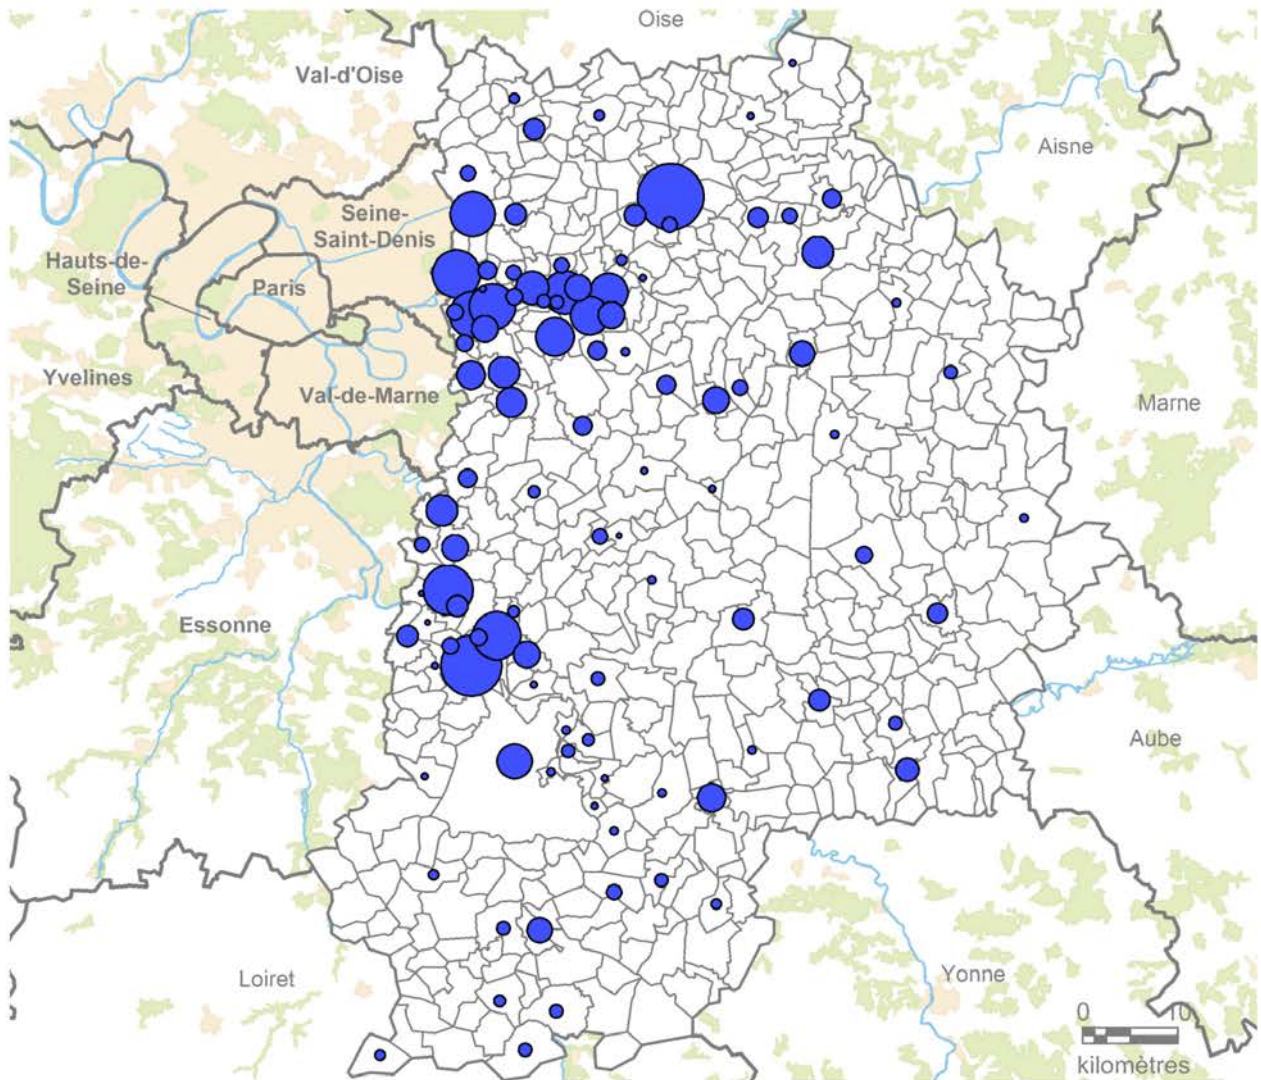 Oise
Val-d'Oise
Aisne
Seine-
Saint-Denis
Hauts-de-
Seine
Paris
Yvelines
Val-de-Marne
Marne
Essonne
Aube
Loiret
Yonne
0 10
kilomètres